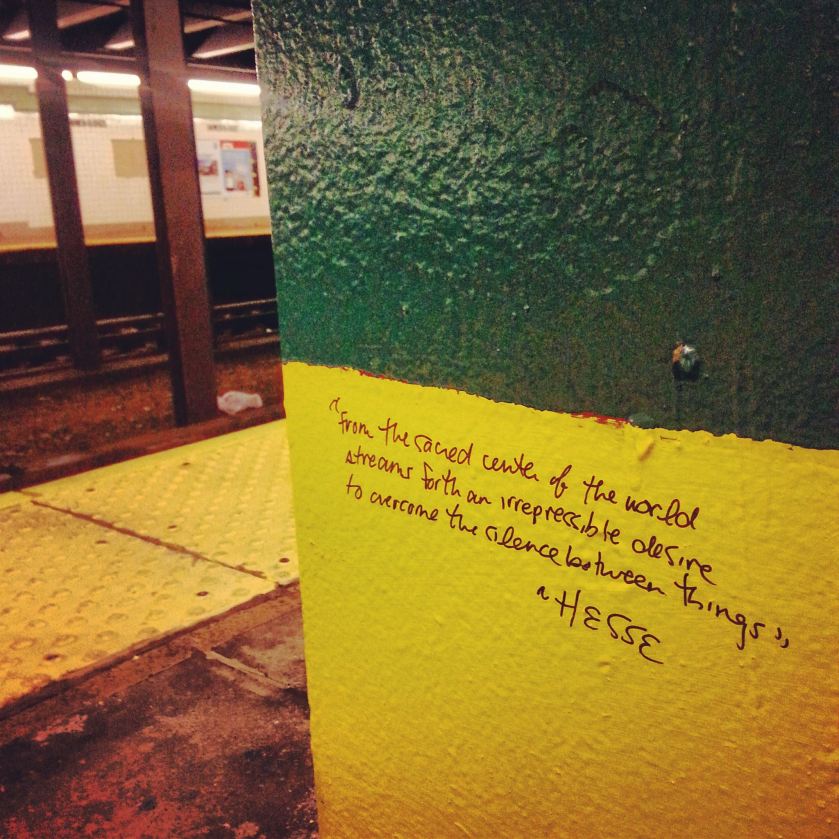 "From the sacred center of the world
streams forth an irrepressible desire
to overcome the silence between things"
~HESSE